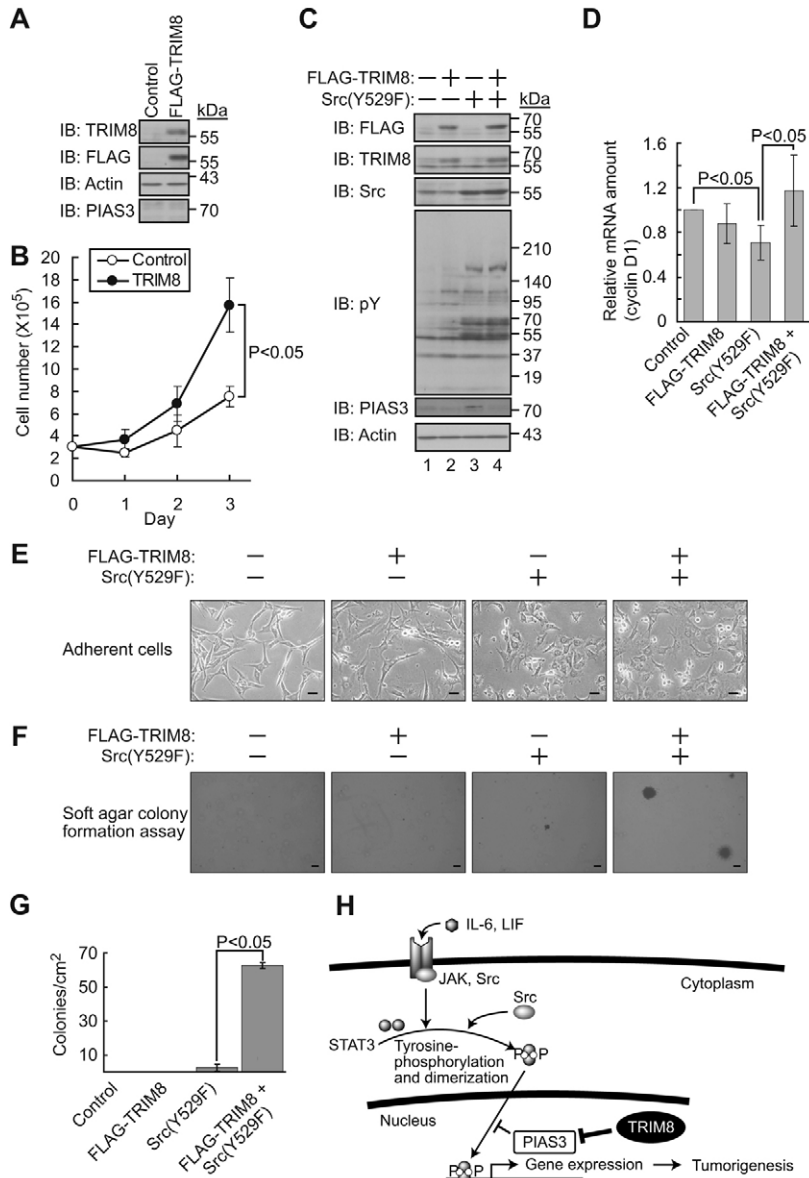 A
Control
FLAG-TRIM8
kDa
IB: TRIM8
55
IB: FLAG
55
IB: Actin
43
IB: PIAS3
70
B
Control
TRIM8
Cell number (X10⁵)
20
18
16
14
12
10
8
6
4
2
0
0 1 2 3
Day
P<0.05
C
FLAG-TRIM8: − + − +
Src(Y529F): − − + +
kDa
IB: FLAG
70
55
IB: TRIM8
70
55
IB: Src
55
IB: pY
210
140
95
70
55
37
19
IB: PIAS3
70
IB: Actin
43
1 2 3 4
D
Relative mRNA amount
(cyclin D1)
1.6
1.2
0.8
0.4
0
P<0.05
P<0.05
Control
FLAG-TRIM8
Src(Y529F)
FLAG-TRIM8 +
Src(Y529F)
E
FLAG-TRIM8: − + − +
Src(Y529F): − − + +
Adherent cells
F
FLAG-TRIM8: − + − +
Src(Y529F): − − + +
Soft agar colony
formation assay
G
Colonies/cm²
70
50
30
10
P<0.05
Control
FLAG-TRIM8
Src(Y529F)
FLAG-TRIM8 +
Src(Y529F)
H
IL-6, LIF
JAK, Src
Cytoplasm
Src
STAT3
Tyrosine-
phosphorylation
and dimerization
P P
Nucleus
PIAS3
TRIM8
P P
Gene expression
Tumorigenesis